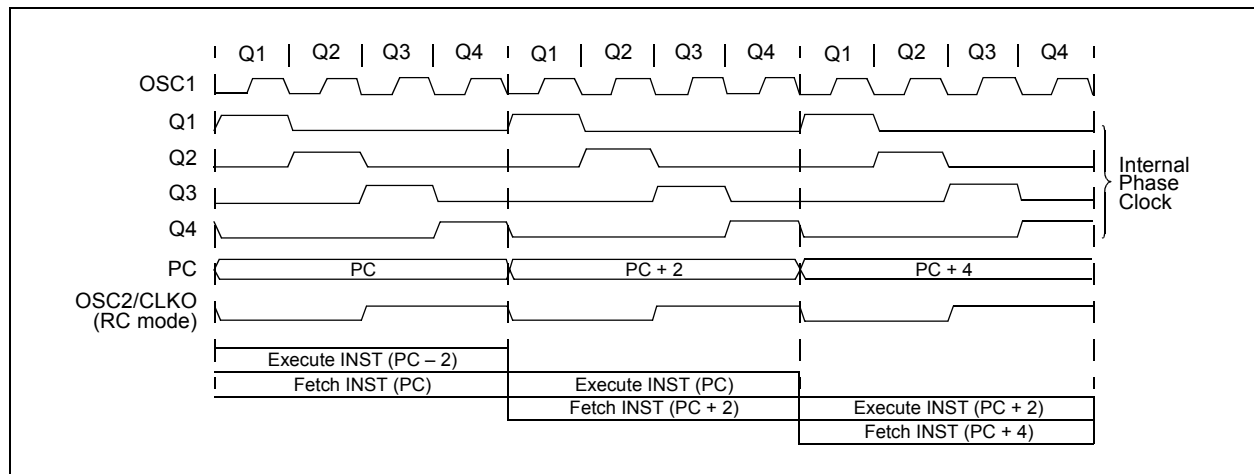 Q1 Q2 Q3 Q4 Q1 Q2 Q3 Q4 Q1 Q2 Q3 Q4
OSC1
Q1
Q2
Q3
Q4
Internal
Phase
Clock
PC PC PC + 2 PC + 4
OSC2/CLKO
(RC mode)
Execute INST (PC – 2)
Fetch INST (PC) Execute INST (PC)
Fetch INST (PC + 2) Execute INST (PC + 2)
Fetch INST (PC + 4)